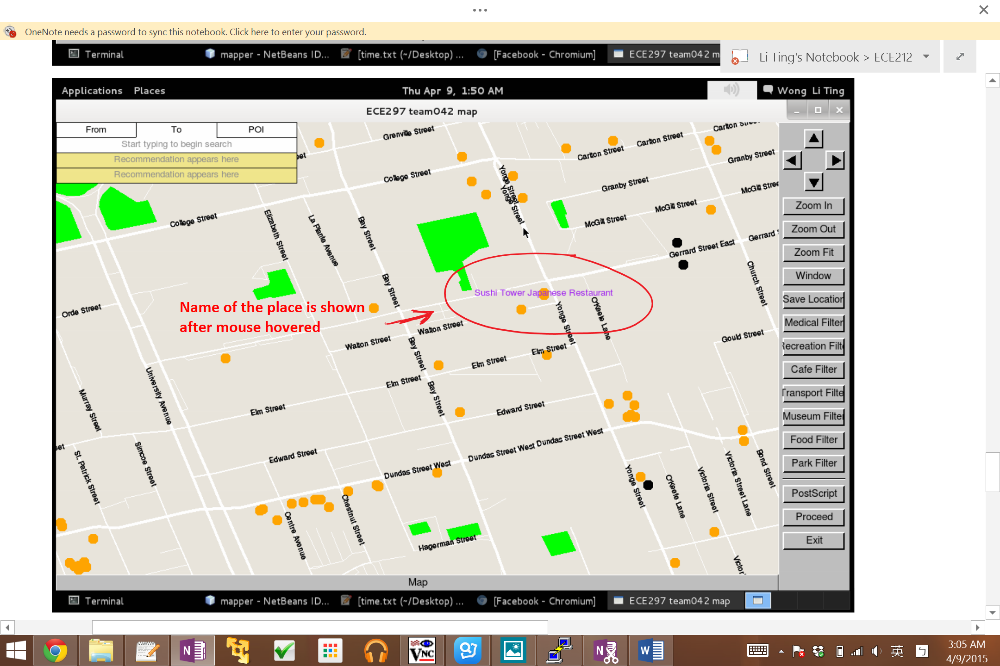 OneNote needs a password to sync this notebook. Click here to enter your password.
Terminal
mapper - NetBeans ID...
[time.txt (~/Desktop) ...
[Facebook - Chromium]
ECE297 team042 m
Li Ting's Notebook > ECE212
Applications Places
Thu Apr 9, 1:50 AM
Wong Li Ting
ECE297 team042 map
From
To
POI
Start typing to begin search
Recommendation appears here
Recommendation appears here
Grenville Street
Carlton Street
Carlton Street
Carlton Street
Granby Street
Granby Street
McGill Street
McGill Street
College Street
College Street
Yonge Street
Yonge Street
Elizabeth Street
La Plante Avenue
Bay Street
Gerrard Street East
Gerrard
Church Street
Bay Street
Sushi Tower Japanese Restaurant
Name of the place is shown
after mouse hovered
Orde Street
Walton Street
Walton Street
Yonge Street
O'Keefe Lane
Gould Street
Bay Street
Elm Street
Elm Street
Elm Street
Elm Street
University Avenue
Murray Street
Bay Street
Edward Street
Edward Street
Dundas Street West
Dundas Street West
Dundas Street West
St. Patrick Street
Simcoe Street
Yonge Street
O'Keefe Lane
Victoria Street
Victoria Street Lane
Bond Street
Centre Avenue
Chestnut Street
Hagerman Street
Zoom In
Zoom Out
Zoom Fit
Window
Save Location
Medical Filter
Recreation Filte
Cafe Filter
Transport Filte
Museum Filter
Food Filter
Park Filter
PostScript
Proceed
Exit
Map
Terminal
mapper - NetBeans ID...
[time.txt (~/Desktop) ...
[Facebook - Chromium]
ECE297 team042 map
VNC
英
ㄅ
3:05 AM
4/9/2015